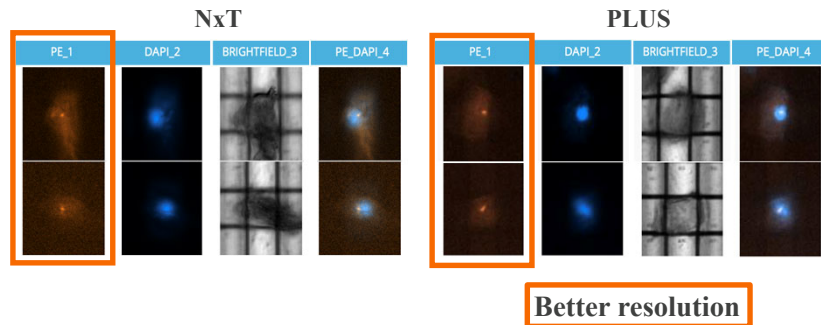 NxT
PE_1 DAPI_2 BRIGHTFIELD_3 PE_DAPI_4
PLUS
PE_1 DAPI_2 BRIGHTFIELD_3 PE_DAPI_4
Better resolution